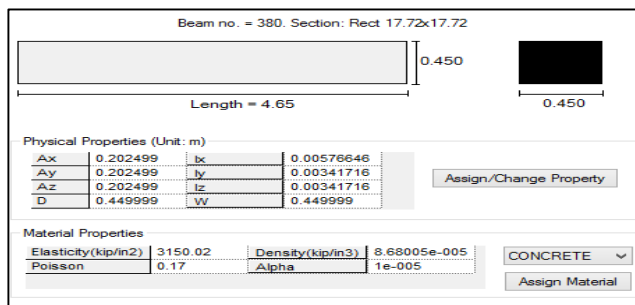 Beam no. = 380. Section: Rect 17.72x17.72
0.450
Length = 4.65
0.450
Physical Properties (Unit: m)
Ax 0.202499 Ix 0.00576646
Ay 0.202499 Iy 0.00341716
Az 0.202499 Iz 0.00341716
D 0.449999 W 0.449999
Assign/Change Property
Material Properties
Elasticity(kip/in2) 3150.02 Density(kip/in3) 8.68005e-005
Poisson 0.17 Alpha 1e-005
CONCRETE
Assign Material